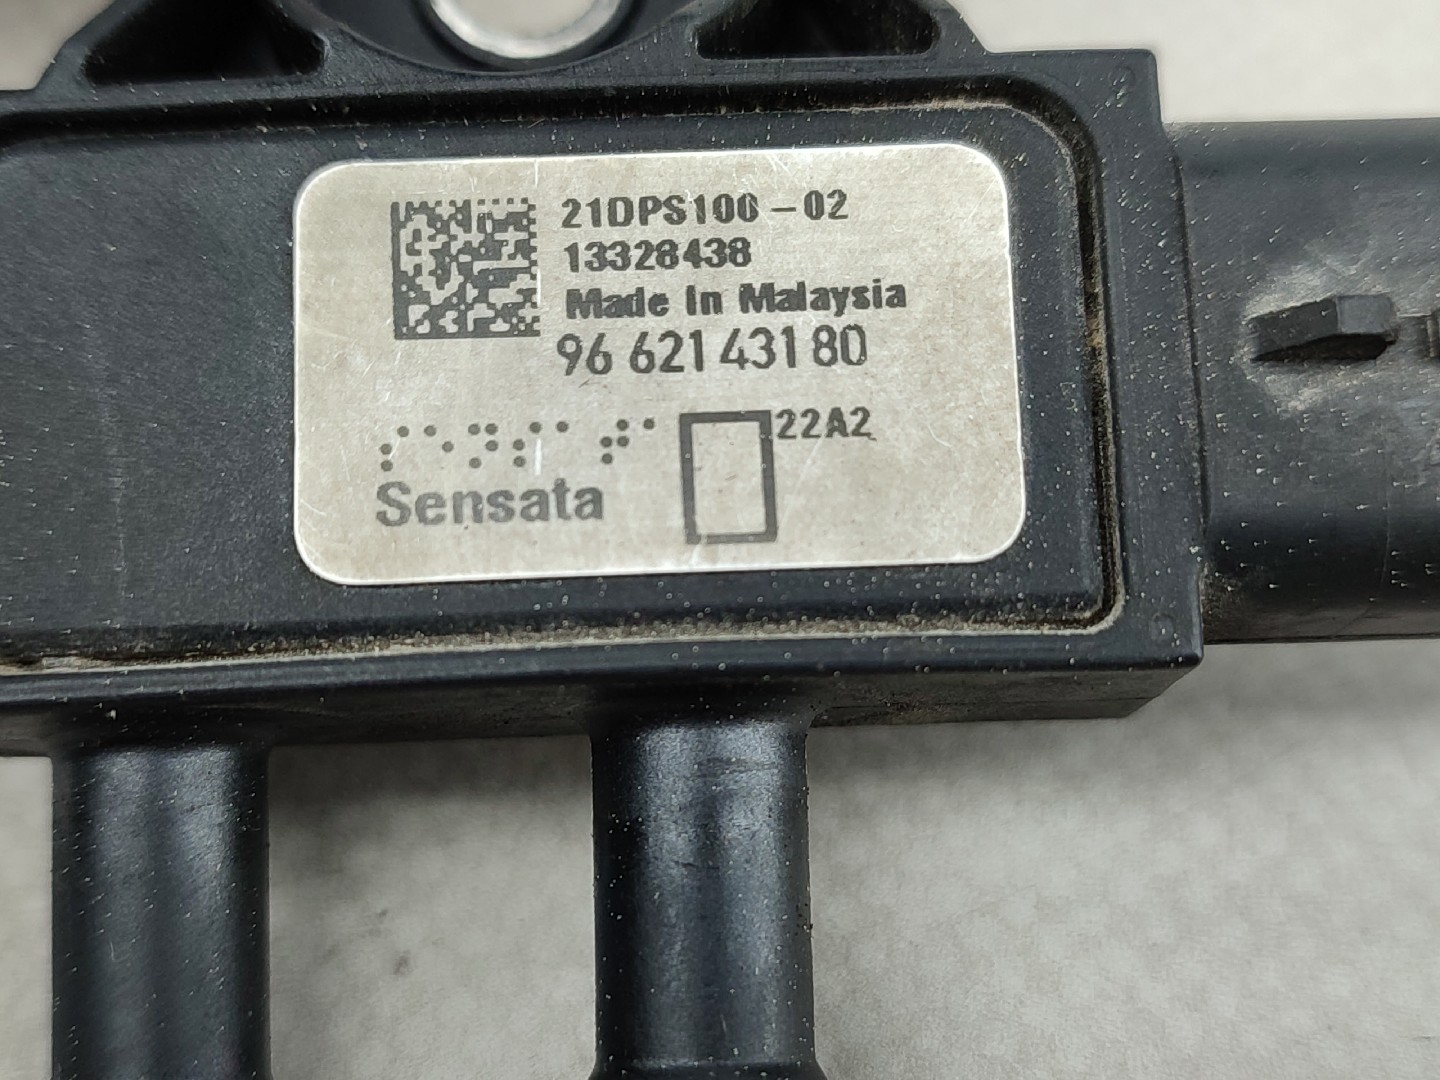 21DPS100-02
13328438
Made In Malaysia
96 621 431 80
22A2
Sensata